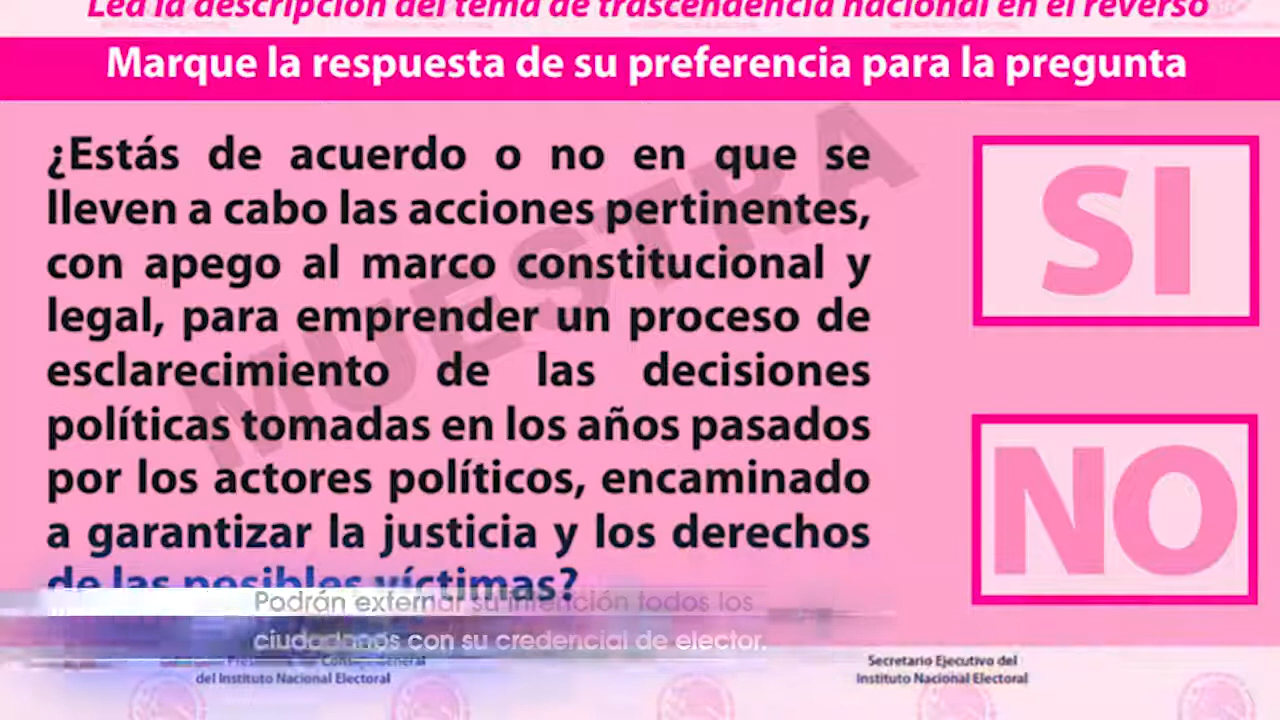 Lea la descripción del tema de trascendencia nacional en el reverso
Marque la respuesta de su preferencia para la pregunta
¿Estás de acuerdo o no en que se
lleven a cabo las acciones pertinentes,
con apego al marco constitucional y
legal, para emprender un proceso de
esclarecimiento de las decisiones
políticas tomadas en los años pasados
por los actores políticos, encaminado
a garantizar la justicia y los derechos
de las posibles víctimas?
SI
NO
MUESTRA
Podrán externar su intención todos los
ciudadanos con su credencial de elector.
General
del Instituto Nacional Electoral
Secretario Ejecutivo del
Instituto Nacional Electoral